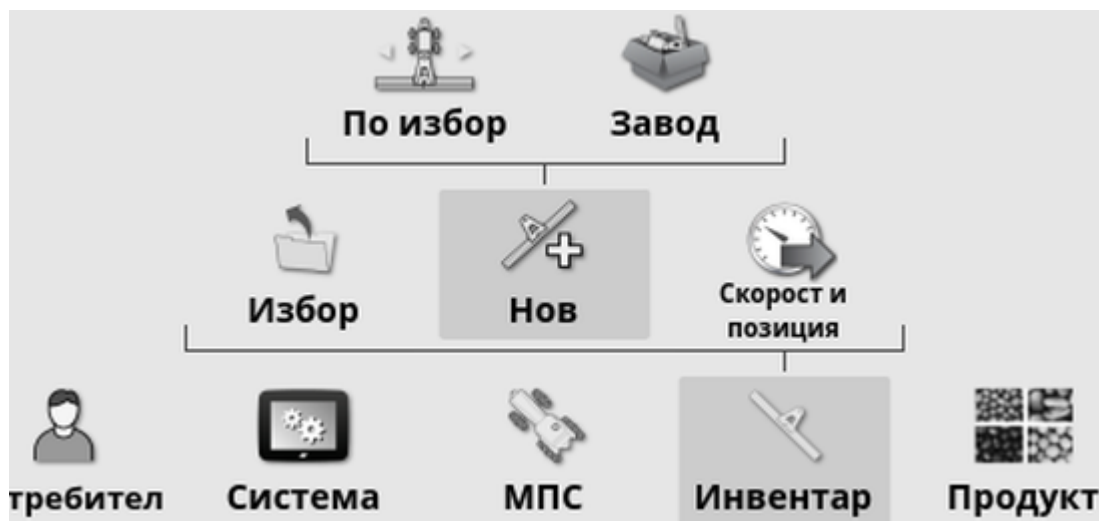 По избор Завод
Избор Нов Скорост и
позиция
требител Система МПС Инвентар Продукт